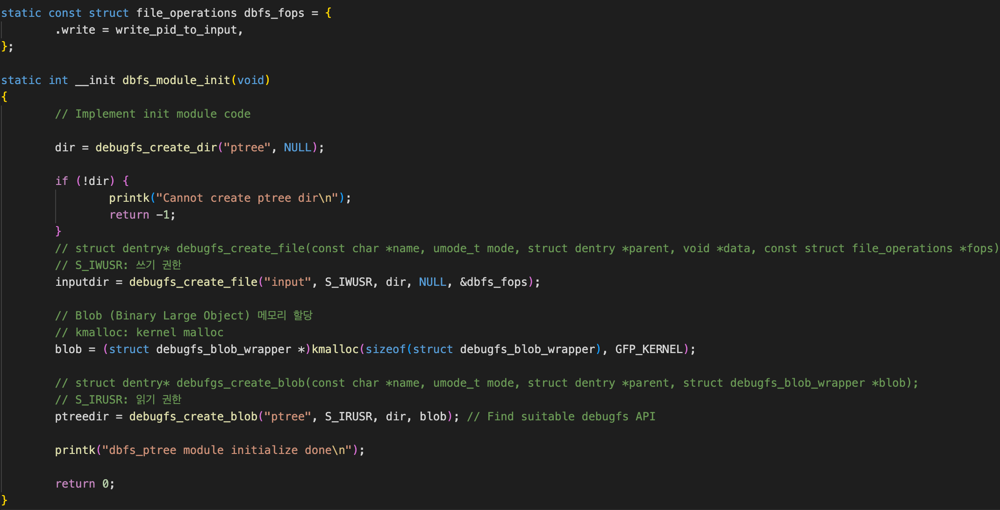 static const struct file_operations dbfs_fops = {
        .write = write_pid_to_input,
};

static int __init dbfs_module_init(void)
{
        // Implement init module code

        dir = debugfs_create_dir("ptree", NULL);

        if (!dir) {
                printk("Cannot create ptree dir\n");
                return -1;
        }
        // struct dentry* debugfs_create_file(const char *name, umode_t mode, struct dentry *parent, void *data, const struct file_operations *fops)
        // S_IWUSR: 쓰기 권한
        inputdir = debugfs_create_file("input", S_IWUSR, dir, NULL, &dbfs_fops);

        // Blob (Binary Large Object) 메모리 할당
        // kmalloc: kernel malloc
        blob = (struct debugfs_blob_wrapper *)kmalloc(sizeof(struct debugfs_blob_wrapper), GFP_KERNEL);

        // struct dentry* debufgs_create_blob(const char *name, umode_t mode, struct dentry *parent, struct debugfs_blob_wrapper *blob);
        // S_IRUSR: 읽기 권한
        ptreedir = debugfs_create_blob("ptree", S_IRUSR, dir, blob); // Find suitable debugfs API

        printk("dbfs_ptree module initialize done\n");

        return 0;
}